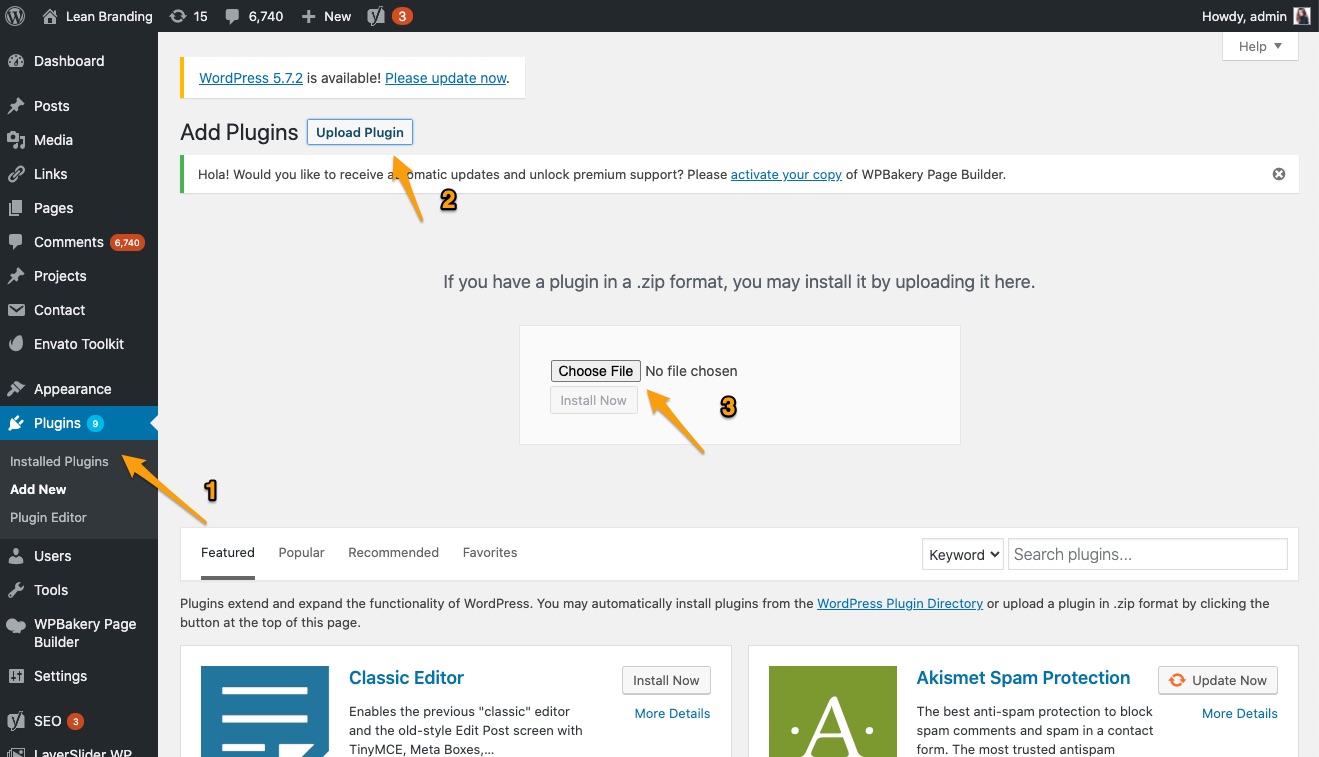 Lean Branding 15 6,740 New 3 Howdy, admin
Help
Dashboard
Posts
Media
Links
Pages
Comments 6,740
Projects
Contact
Envato Toolkit
Appearance
Plugins 9
Installed Plugins
Add New
Plugin Editor
Users
Tools
WPBakery Page
Builder
Settings
SEO 3
LayerSlider WP
WordPress 5.7.2 is available! Please update now.
Add Plugins Upload Plugin
Hola! Would you like to receive automatic updates and unlock premium support? Please activate your copy of WPBakery Page Builder.
2
If you have a plugin in a .zip format, you may install it by uploading it here.
Choose File No file chosen
Install Now
3
1
Featured Popular Recommended Favorites Keyword Search plugins...
Plugins extend and expand the functionality of WordPress. You may automatically install plugins from the WordPress Plugin Directory or upload a plugin in .zip format by clicking the
button at the top of this page.
Classic Editor
Install Now
More Details
Enables the previous "classic" editor
and the old-style Edit Post screen with
TinyMCE, Meta Boxes,...
A
Akismet Spam Protection
Update Now
More Details
The best anti-spam protection to block
spam comments and spam in a contact
form. The most trusted antispam